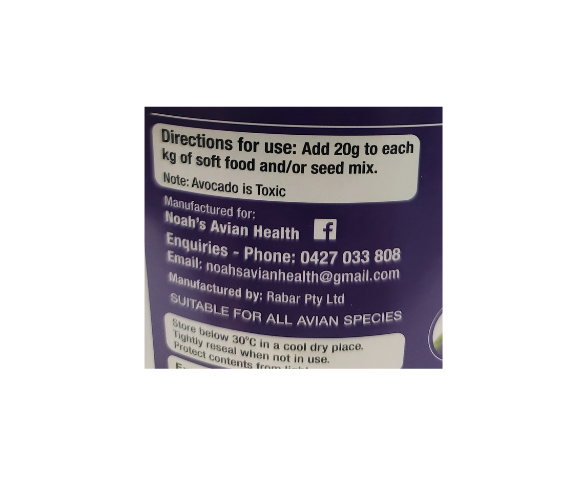 Directions for use: Add 20g to each
kg of soft food and/or seed mix.
Note: Avocado is Toxic
Manufactured for:
Noah's Avian Health f
Enquiries - Phone: 0427 033 808
Email: noahsavianhealth@gmail.com
Manufactured by: Rabar Pty Ltd
SUITABLE FOR ALL AVIAN SPECIES
Store below 30°C in a cool dry place.
Tightly reseal when not in use.
Protect contents from light